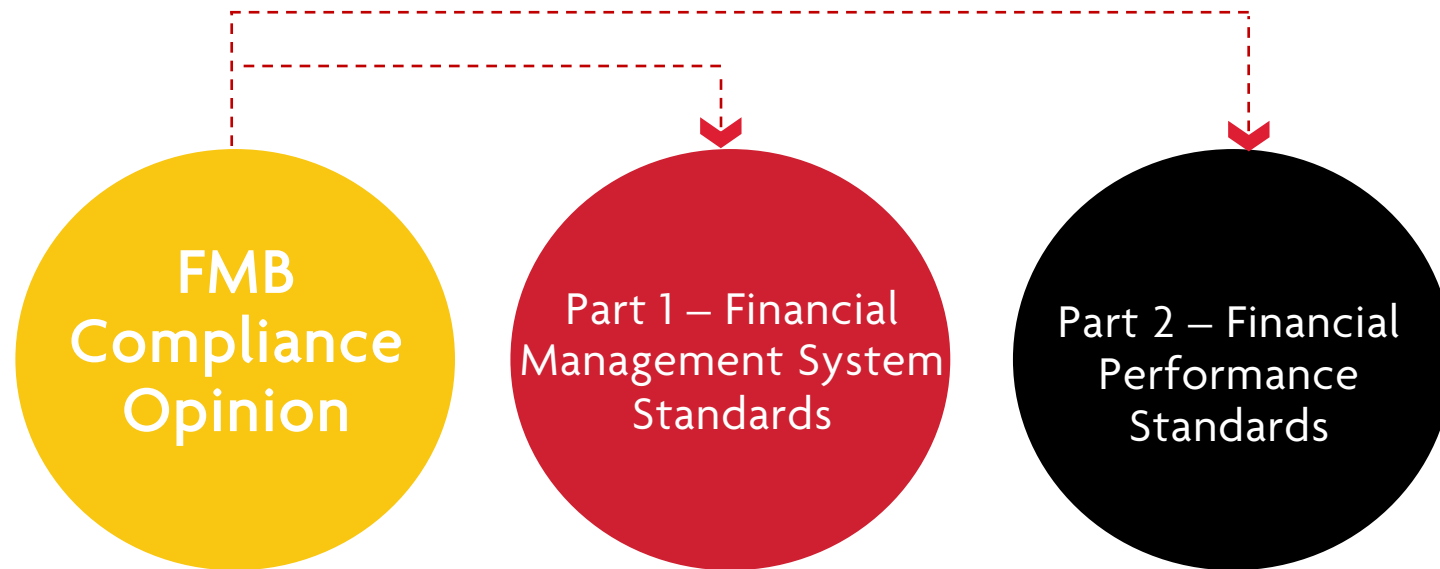 FMB
Compliance
Opinion
Part 1 – Financial
Management System
Standards
Part 2 – Financial
Performance
Standards